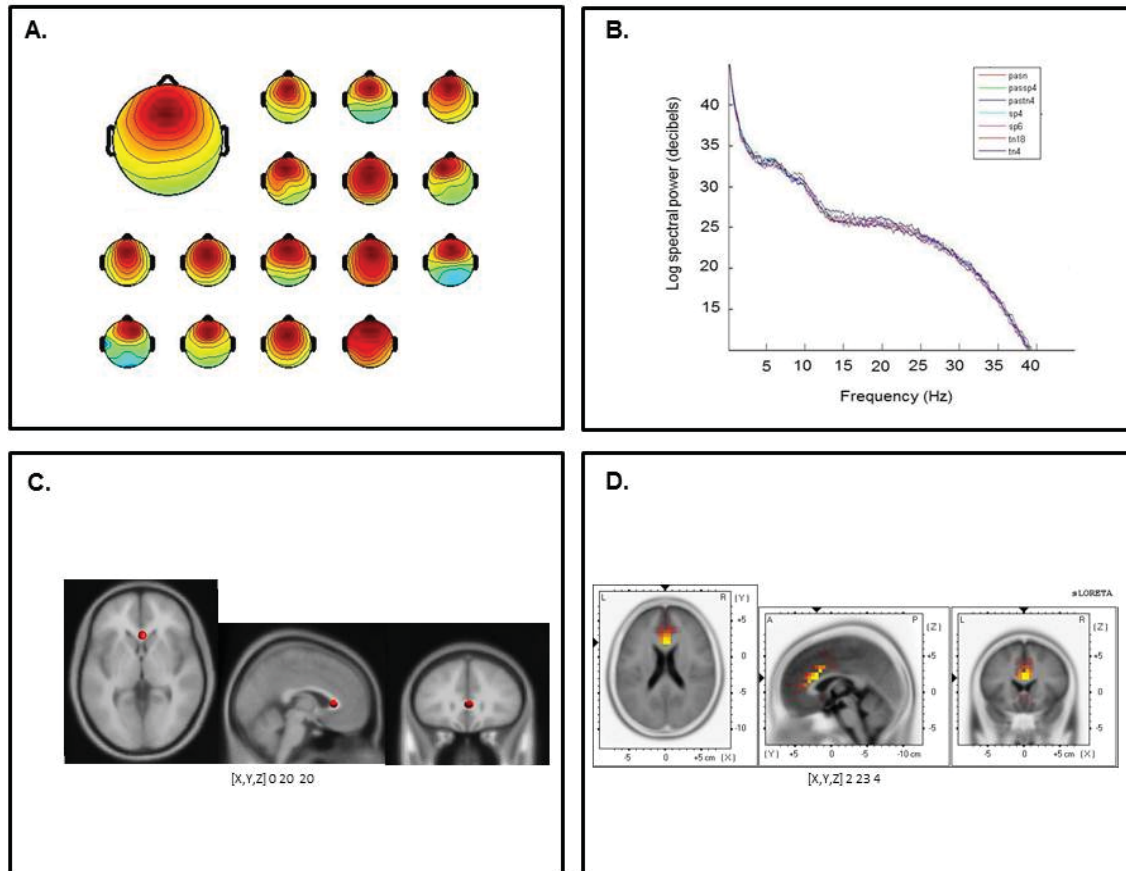 A.
B.
pasn
passp4
pastn4
sp4
sp6
tn18
tn4
Log spectral power (decibels)
40
35
30
25
20
15
5 10 15 20 25 30 35 40
Frequency (Hz)
C.
[X,Y,Z] 0 20 20
D.
sLORETA
L R (Y)
+5
0
-5
-10
-5 0 +5 cm (X)
A P (Z)
+5
0
-5
(Y) +5 0 -5 -10 cm
L R (Z)
+5
0
-5
-5 0 +5 cm (X)
[X,Y,Z] 2 23 4